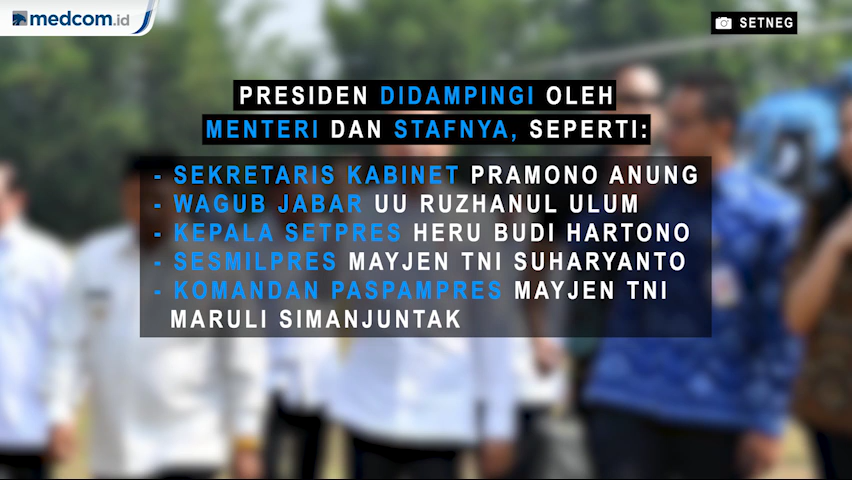 medcom.id
SETNEG
PRESIDEN DIDAMPINGI OLEH
MENTERI DAN STAFNYA, SEPERTI:
- SEKRETARIS KABINET PRAMONO ANUNG
- WAGUB JABAR UU RUZHANUL ULUM
- KEPALA SETPRES HERU BUDI HARTONO
- SESMILPRES MAYJEN TNI SUHARYANTO
- KOMANDAN PASPAMPRES MAYJEN TNI
MARULI SIMANJUNTAK